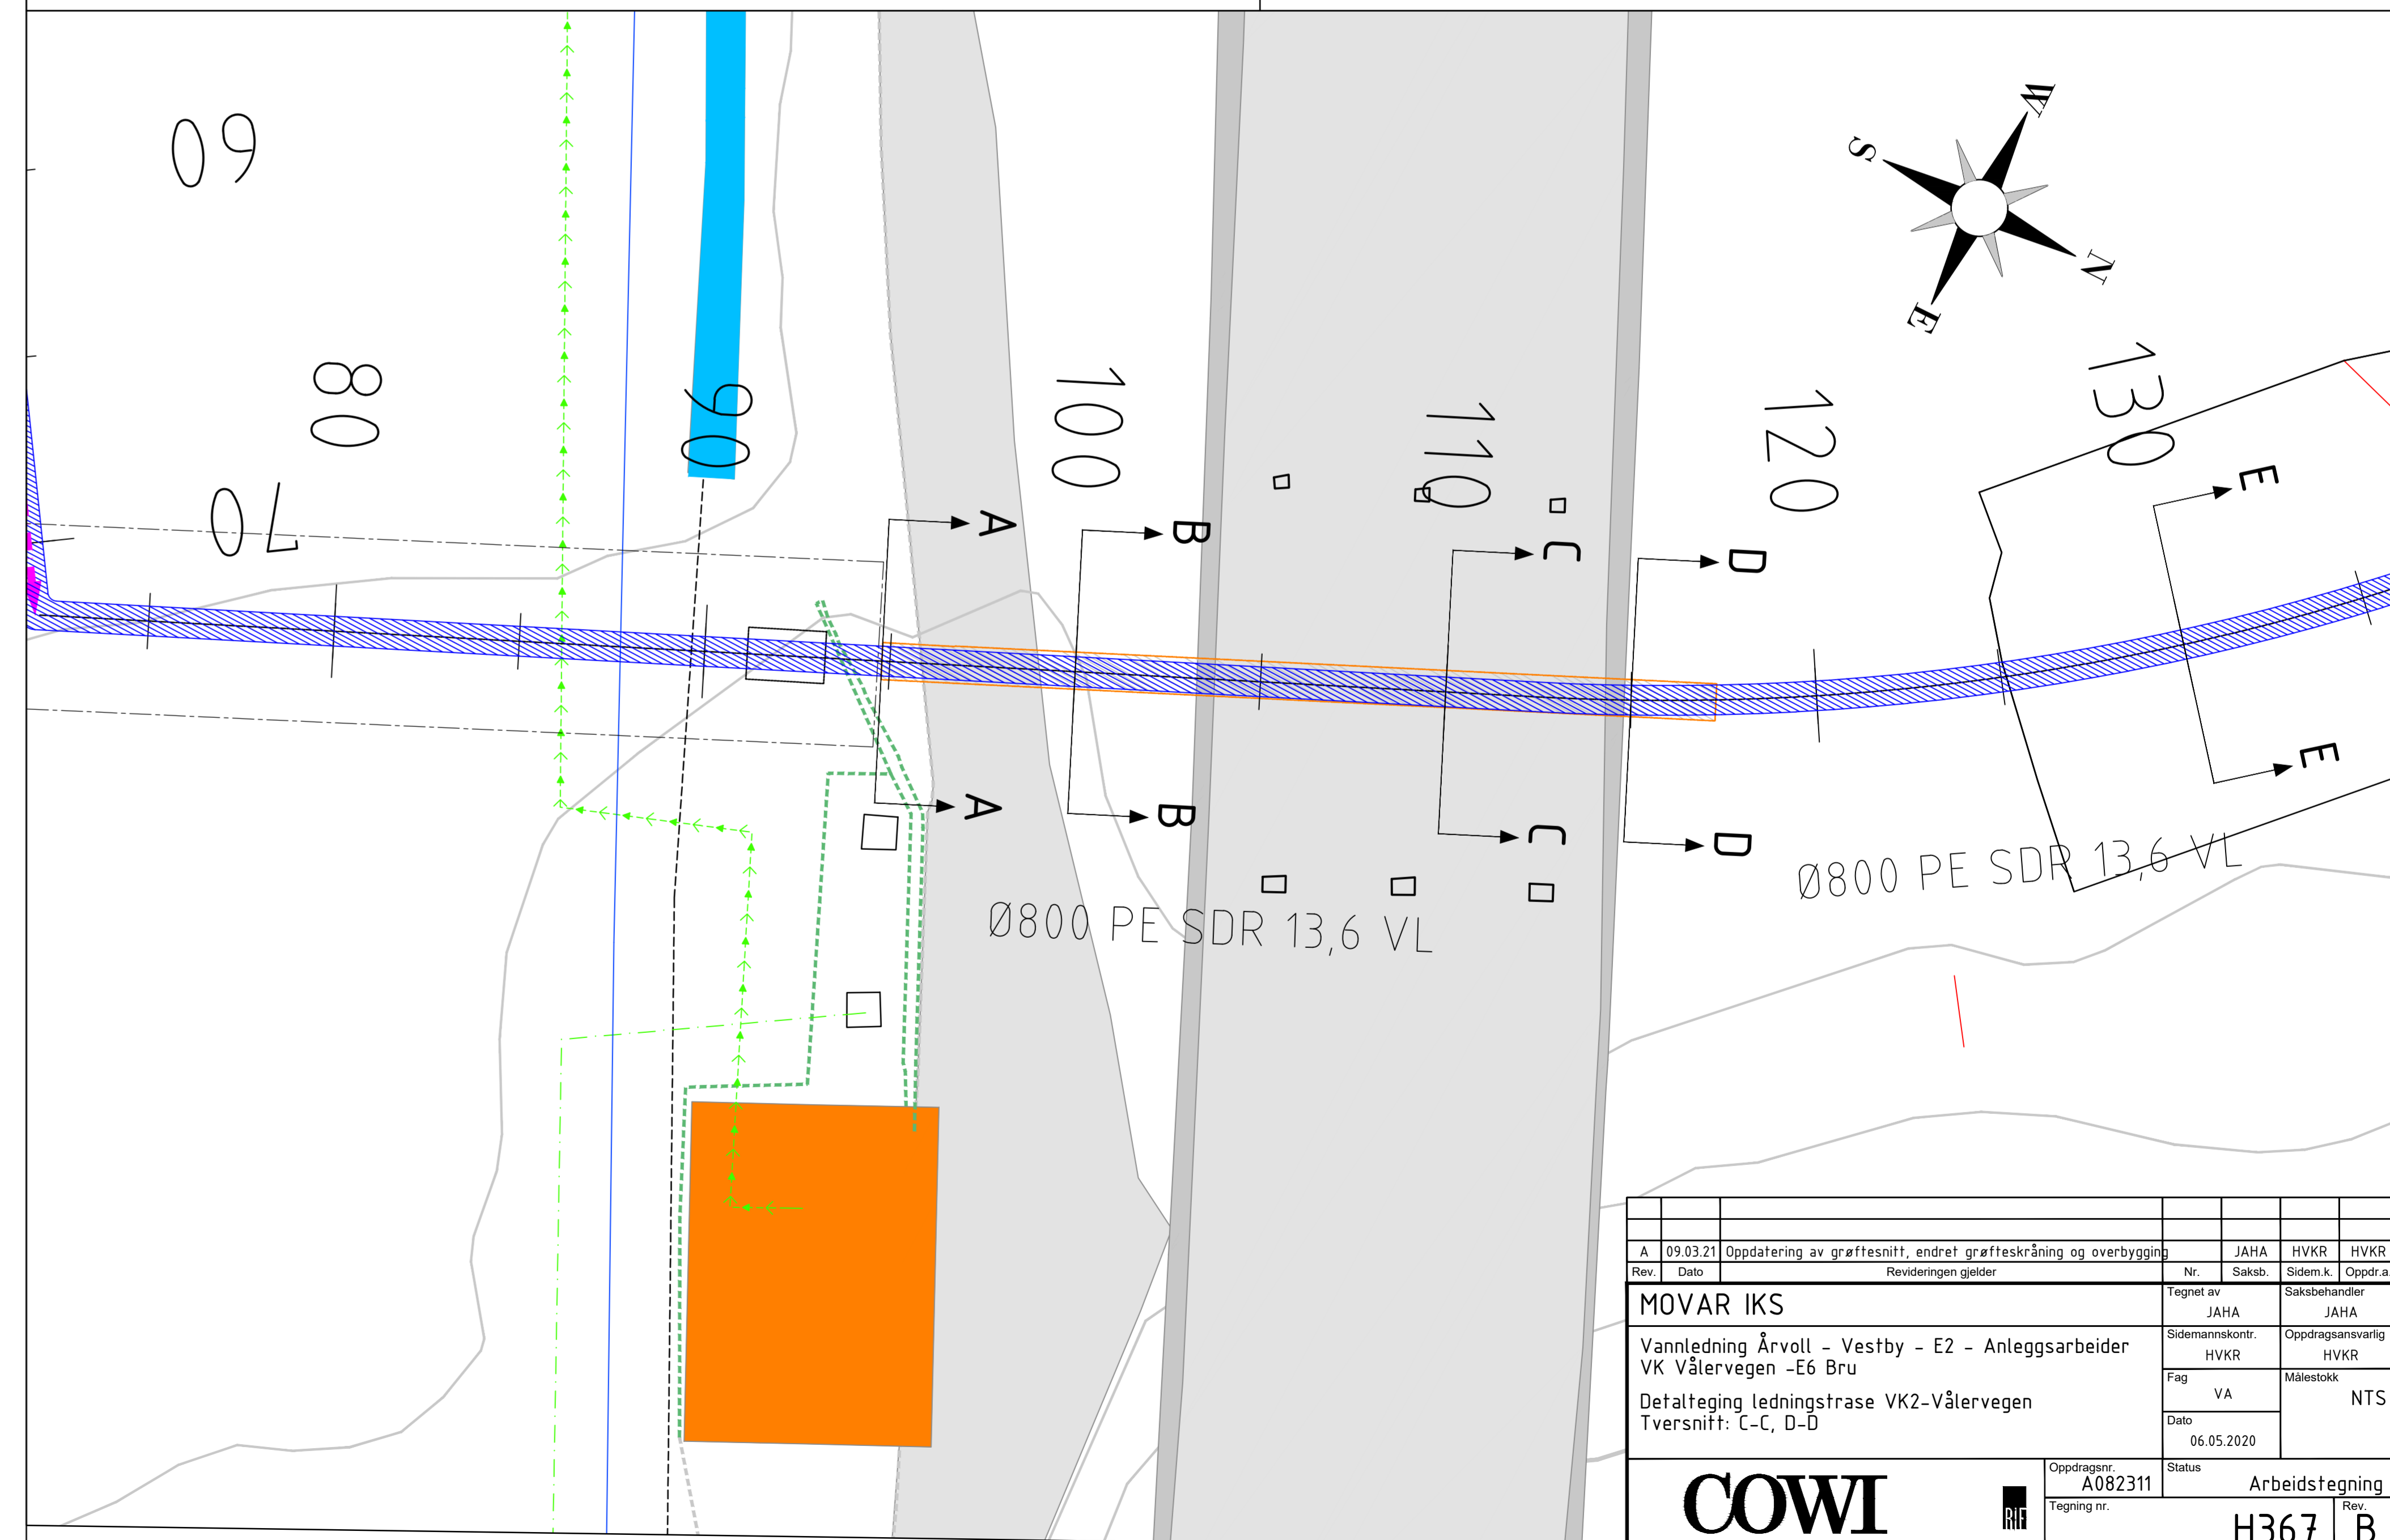 60
80
70
90
100
110
120
130
W
S
N
E
A
B
C
D
E
A
B
C
D
E
Ø800 PE SDR 13,6 VL
Ø800 PE SDR 13,6 VL
A 09.03.21 Oppdatering av grøftesnitt, endret grøfteskråning og overbygging JAHA HVKR HVKR
Rev. Dato Revideringen gjelder Nr. Saksb. Sidem.k. Oppdr.a.
MOVAR IKS
Tegnet av
JAHA
Saksbehandler
JAHA
Vannledning Årvoll - Vestby - E2 - Anleggsarbeider
VK Vålervegen -E6 Bru
Sidemannskontr.
HVKR
Oppdragsansvarlig
HVKR
Detalteging ledningstrase VK2-Vålervegen
Tversnitt: C-C, D-D
Fag
VA
Målestokk
NTS
Dato
06.05.2020
COWI
RIF
Oppdragsnr.
A082311
Status
Arbeidstegning
Tegning nr.
H367
Rev.
B